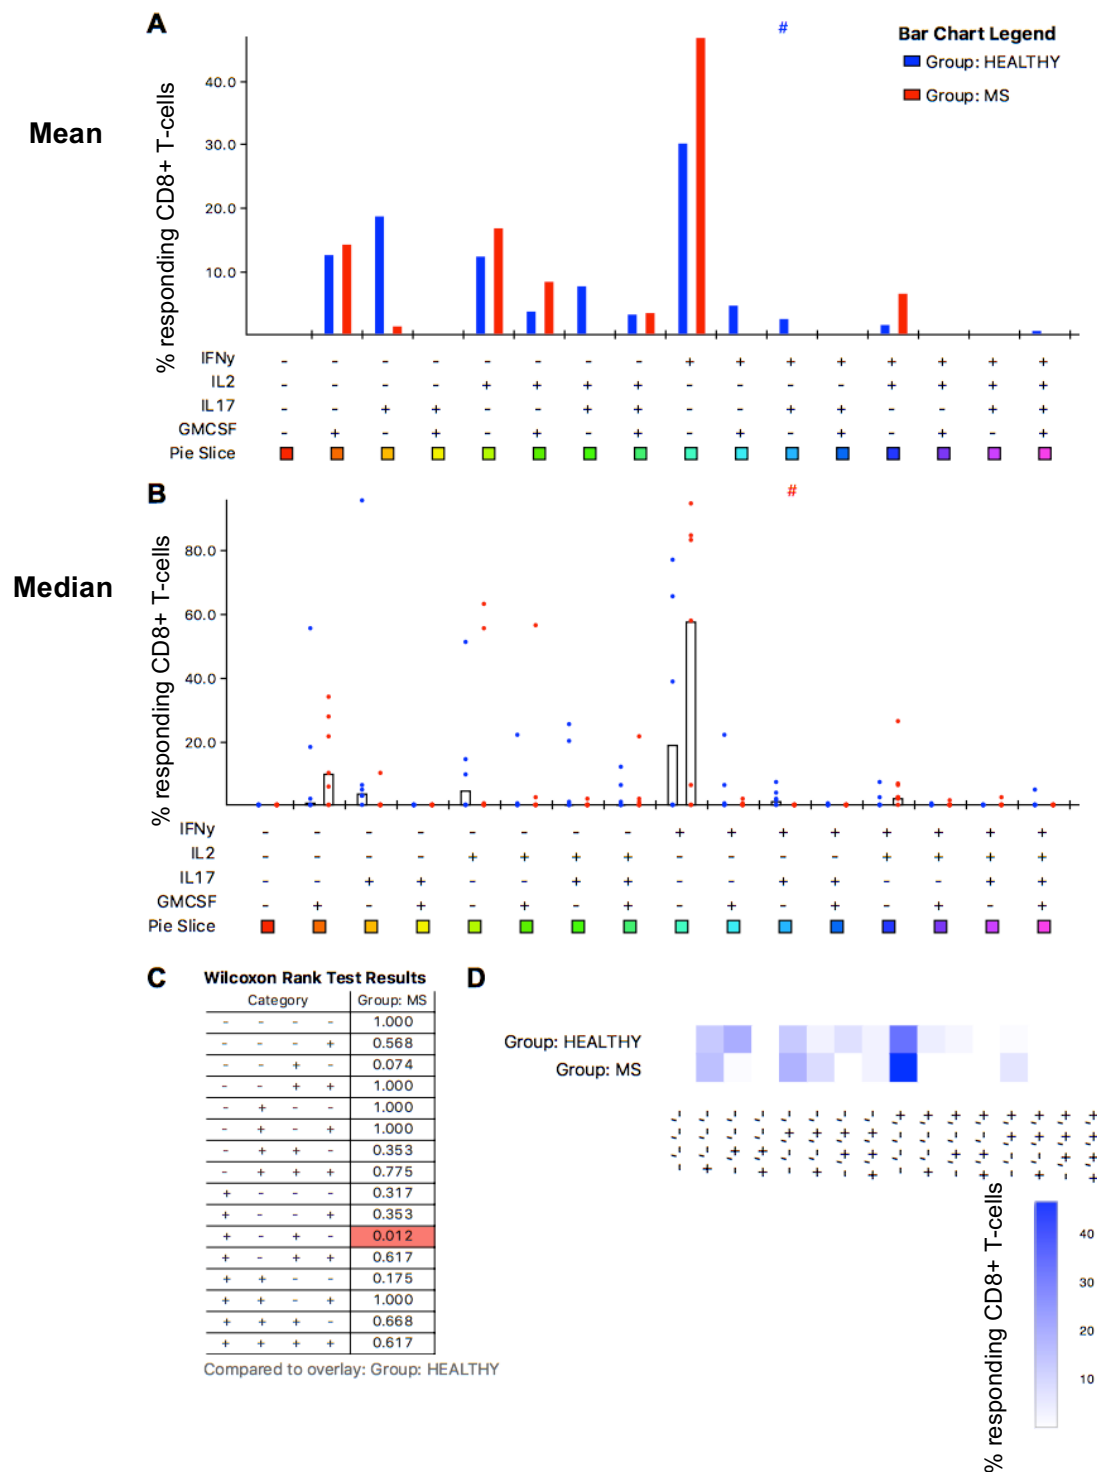 A
#
Bar Chart Legend
Group: HEALTHY
Group: MS
Mean
% responding CD8+ T-cells
40.0
30.0
20.0
10.0
IFNy - - - - - - - - + + + + + + + +
IL2 - - - - + + + + - - - - + + + +
IL17 - - + + - - + + - - + + - - + +
GMCSF - + - + - + - + - + - + - + - +
Pie Slice
B
#
Median
% responding CD8+ T-cells
80.0
60.0
40.0
20.0
IFNy - - - - - - - - + + + + + + + +
IL2 - - - - + + + + - - - - + + + +
IL17 - - + + - - + + - - + + - - + +
GMCSF - + - + - + - + - + - + - + - +
Pie Slice
C
Wilcoxon Rank Test Results
Category Group: MS
- - - - 1.000
- - - + 0.568
- - + - 0.074
- - + + 1.000
- + - - 1.000
- + - + 1.000
- + + - 0.353
- + + + 0.775
+ - - - 0.317
+ - - + 0.353
+ - + - 0.012
+ - + + 0.617
+ + - - 0.175
+ + - + 1.000
+ + + - 0.668
+ + + + 0.617
Compared to overlay: Group: HEALTHY
D
Group: HEALTHY
Group: MS
-,-,-,-
-,-,-,+
-,-,+,-
-,-,+,+
-,+,-,-
-,+,-,+
-,+,+,-
-,+,+,+
+,-,-,-
+,-,-,+
+,-,+,-
+,-,+,+
+,+,-,-
+,+,-,+
+,+,+,-
+,+,+,+
% responding CD8+ T-cells
40
30
20
10